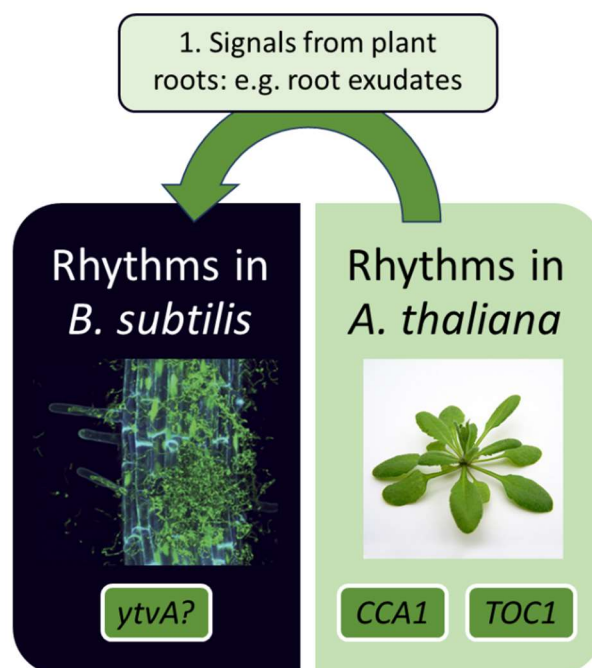 1. Signals from plant
roots: e.g. root exudates
Rhythms in
B. subtilis
Rhythms in
A. thaliana
ytvA?
CCA1
TOC1